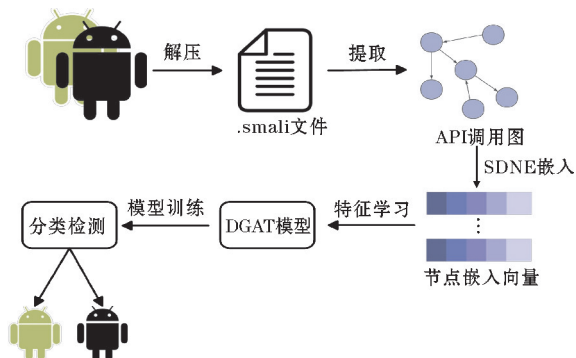 解压
提取
.smali文件
API调用图
SDNE嵌入
节点嵌入向量
特征学习
DGAT模型
模型训练
分类检测